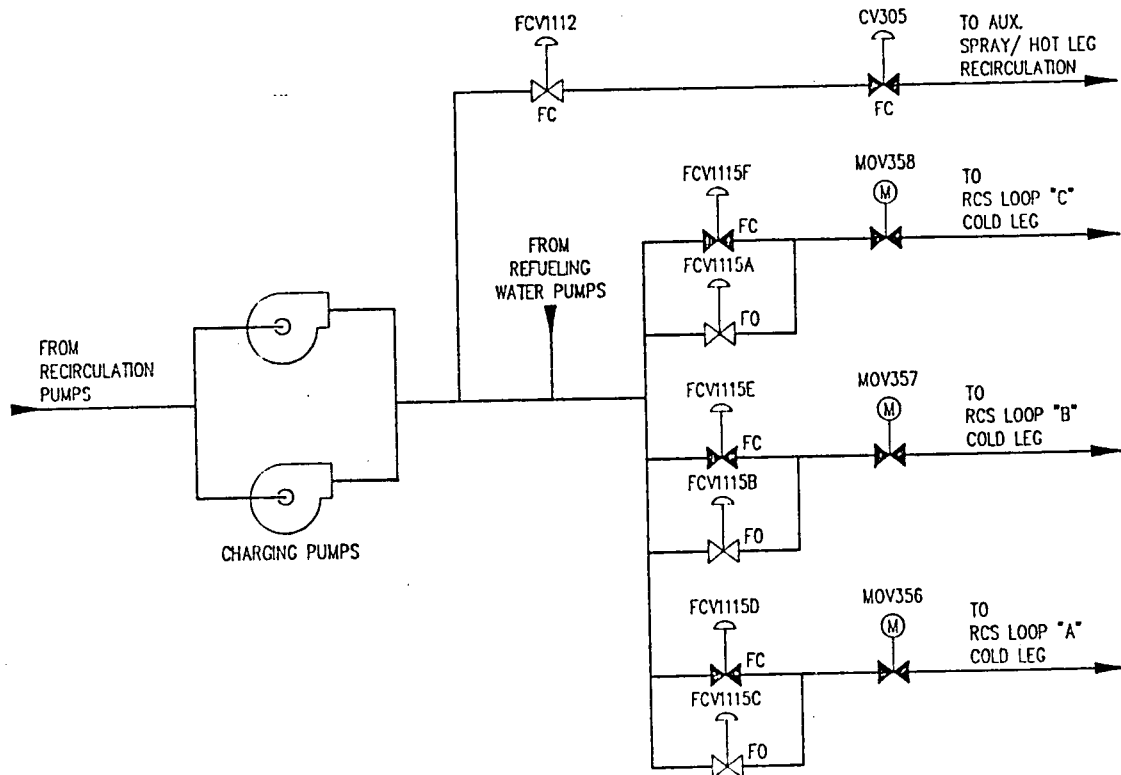 FCV1112
CV305
TO AUX.
SPRAY/ HOT LEG
RECIRCULATION
FC
FC
FCV1115F
MOV358
TO
RCS LOOP "C"
COLD LEG
M
FC
FROM
REFUELING
WATER PUMPS
FCV1115A
FO
FROM
RECIRCULATION
PUMPS
FCV1115E
MOV357
TO
RCS LOOP "B"
COLD LEG
M
FC
FCV1115B
FO
CHARGING PUMPS
FCV1115D
MOV356
TO
RCS LOOP "A"
COLD LEG
M
FC
FCV1115C
FO